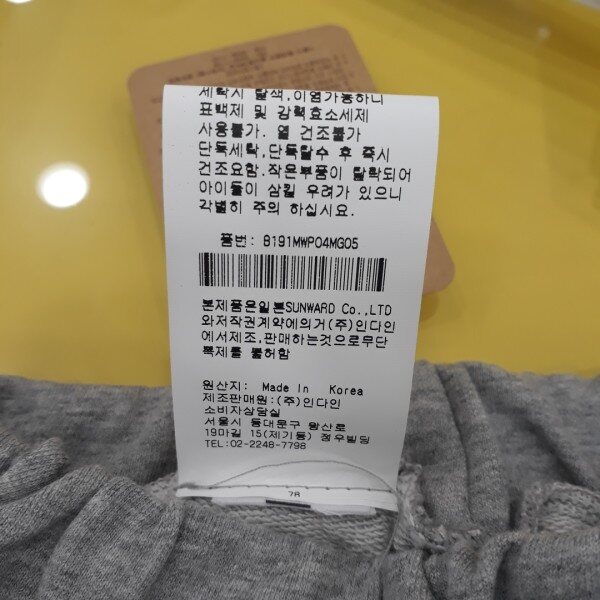 세탁시 탈색,이염가능하니
표백제 및 강력효소세제
사용불가. 열 건조불가
단독세탁,단독탈수 후 즉시
건조요함.작은부품이 탈락되어
아이들이 삼킬 우려가 있으니
각별히 주의 하십시요.
품번: 8191MWP04MG05
본제품은일본SUNWARD Co.,LTD
와저작권계약에의거(주)인다인
에서제조,판매하는것으로무단
복제를 불허함
원산지: Made In Korea
제조판매원:(주)인다인
소비자상담실
서울시 동대문구 왕산로
19마길 15(제기동) 청우빌딩
TEL:02-2248-7798
7B